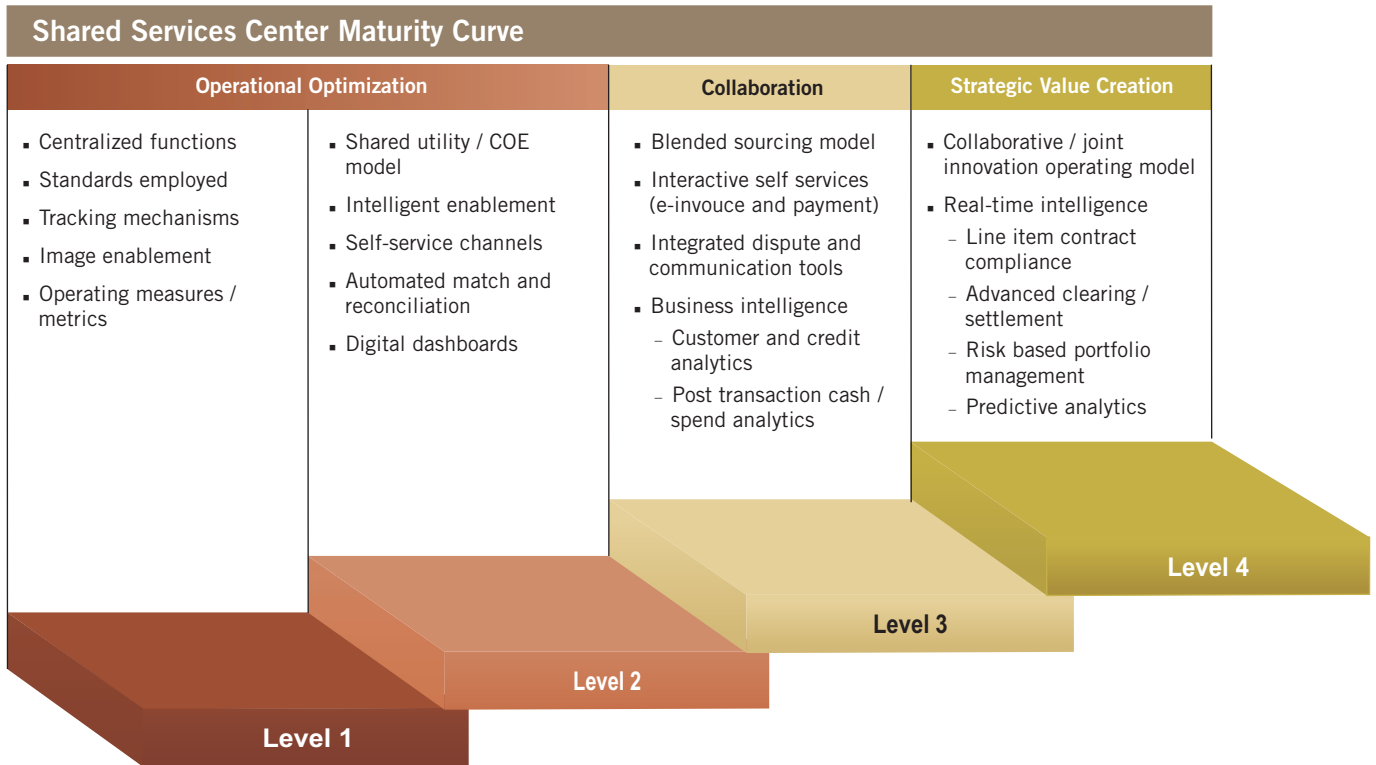 Shared Services Center Maturity Curve
Operational Optimization
▪ Centralized functions
▪ Standards employed
▪ Tracking mechanisms
▪ Image enablement
▪ Operating measures /
metrics
▪ Shared utility / COE
model
▪ Intelligent enablement
▪ Self-service channels
▪ Automated match and
reconciliation
▪ Digital dashboards
Collaboration
▪ Blended sourcing model
▪ Interactive self services
(e-invouce and payment)
▪ Integrated dispute and
communication tools
▪ Business intelligence
– Customer and credit
analytics
– Post transaction cash /
spend analytics
Strategic Value Creation
▪ Collaborative / joint
innovation operating model
▪ Real-time intelligence
– Line item contract
compliance
– Advanced clearing /
settlement
– Risk based portfolio
management
– Predictive analytics
Level 1
Level 2
Level 3
Level 4